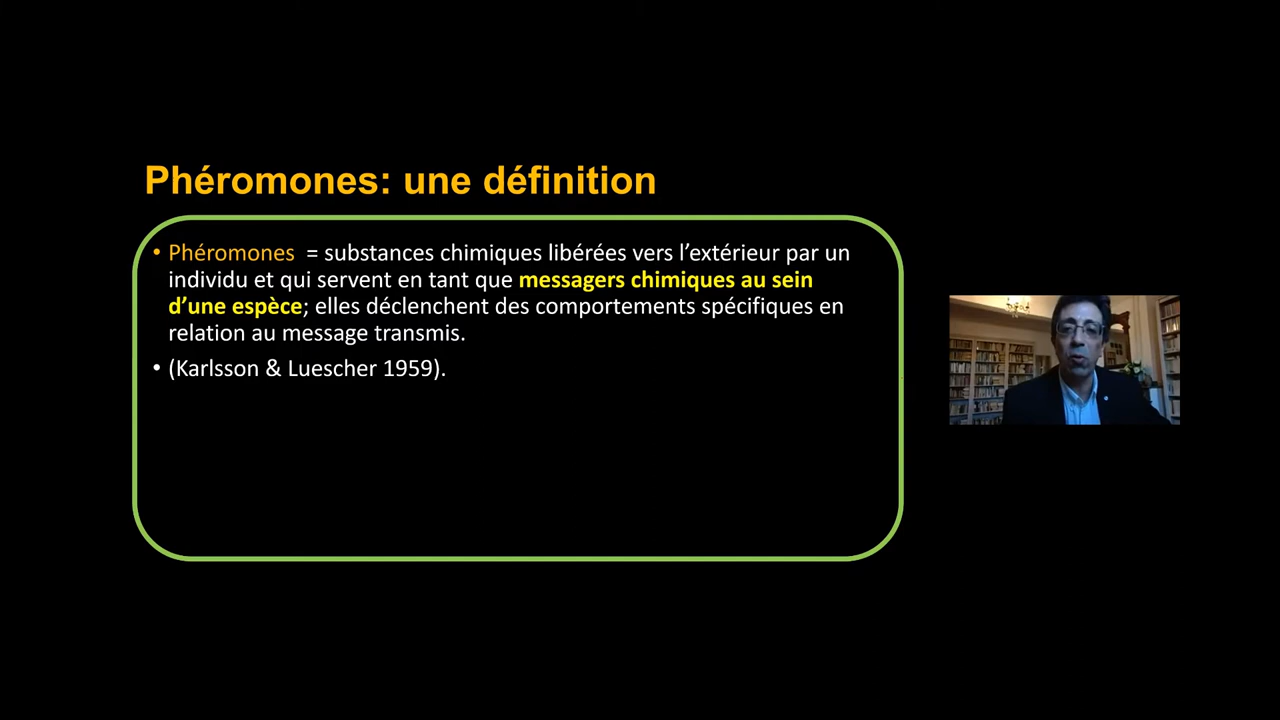 Phéromones: une définition
• Phéromones = substances chimiques libérées vers l’extérieur par un
individu et qui servent en tant que messagers chimiques au sein
d’une espèce; elles déclenchent des comportements spécifiques en
relation au message transmis.
• (Karlsson & Luescher 1959).